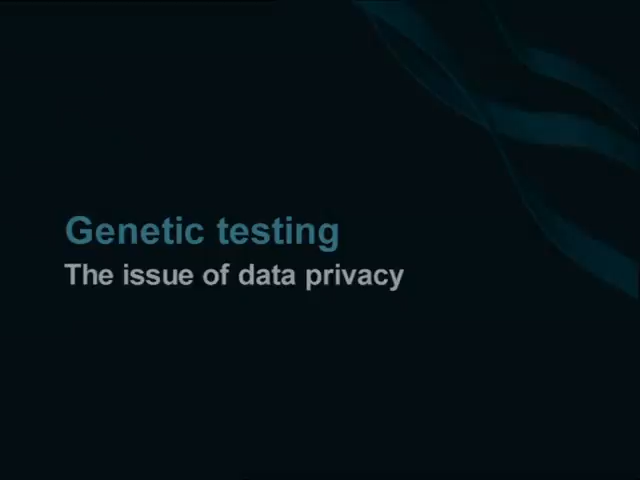 Genetic testing
The issue of data privacy